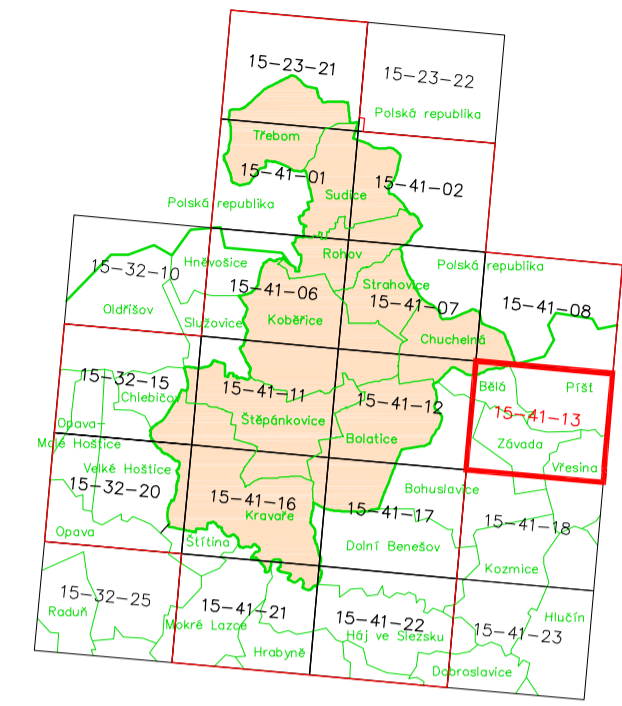 15-23-21
15-23-22
Polská republika
Třebom
15-41-01
15-41-02
Sudice
Polská republika
Rohov
Polská republika
Hněvošice
15-32-10
Strahovice
15-41-06
15-41-07
15-41-08
Oldřišov
Služovice
Kobeřice
Chuchelná
15-32-15
Bělá
Píšť
15-41-11
Chlebičov
15-41-12
15-41-13
Štěpánkovice
Opava-
Bolatice
Závada
Malé Hoštice
Velké Hoštice
Vřesina
15-32-20
Bohuslavice
15-41-16
Kravaře
15-41-17
15-41-18
Opava
Štítina
Dolní Benešov
Kozmice
15-32-25
Raduň
15-41-21
15-41-22
Hlučín
Mokré Lazce
Háj ve Slezsku
15-41-23
Hrabyně
Dobroslavice